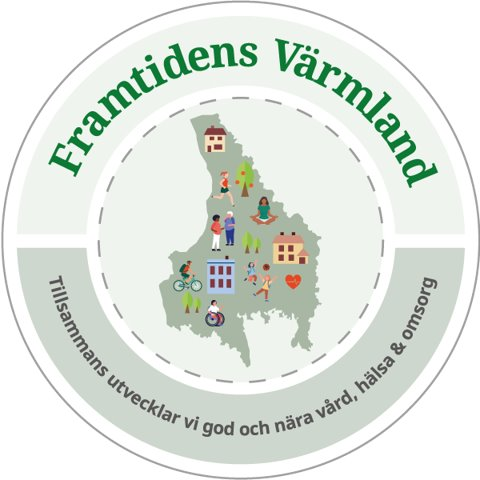 Framtidens Värmland
Tillsammans utvecklar vi god och nära vård, hälsa & omsorg